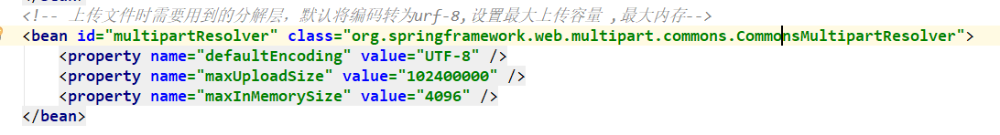 <!-- 上传文件时需要用到的分解层，默认将编码转为urf-8,设置最大上传容量 ,最大内存-->
<bean id="multipartResolver" class="org.springframework.web.multipart.commons.CommonsMultipartResolver">
<property name="defaultEncoding" value="UTF-8" />
<property name="maxUploadSize" value="102400000" />
<property name="maxInMemorySize" value="4096" />
</bean>